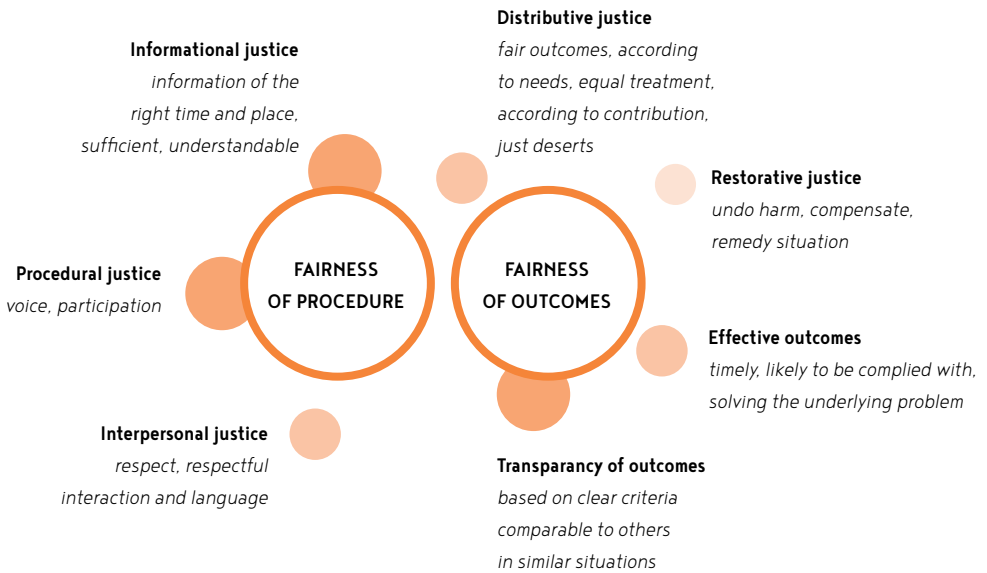 Informational justice
information of the
right time and place,
sufficient, understandable
Procedural justice
voice, participation
Interpersonal justice
respect, respectful
interaction and language
FAIRNESS
OF PROCEDURE
FAIRNESS
OF OUTCOMES
Distributive justice
fair outcomes, according
to needs, equal treatment,
according to contribution,
just deserts
Restorative justice
undo harm, compensate,
remedy situation
Effective outcomes
timely, likely to be complied with,
solving the underlying problem
Transparancy of outcomes
based on clear criteria
comparable to others
in similar situations